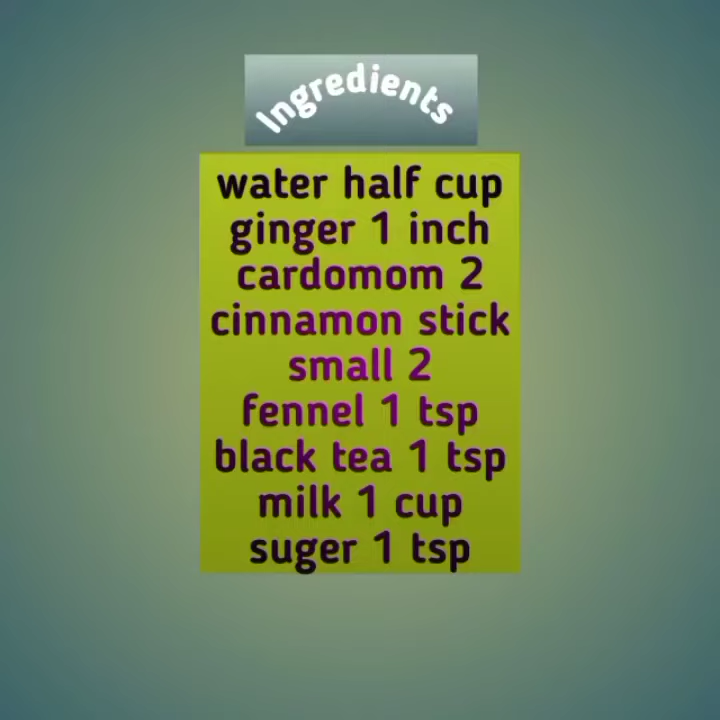 Ingredients
water half cup
ginger 1 inch
cardomom 2
cinnamon stick
small 2
fennel 1 tsp
black tea 1 tsp
milk 1 cup
suger 1 tsp